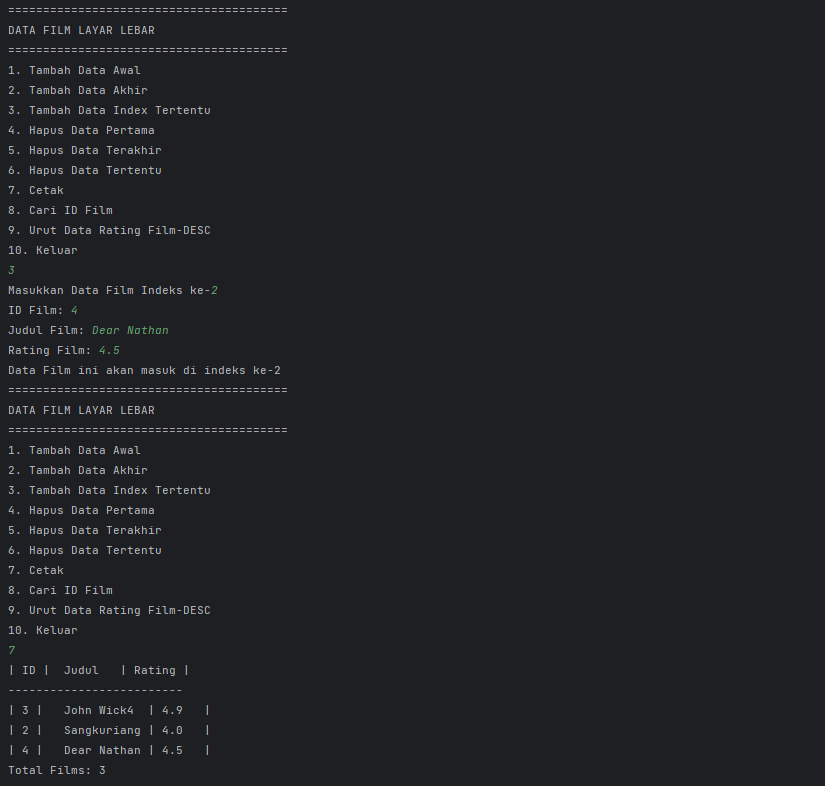 ========================================
DATA FILM LAYAR LEBAR
========================================
1. Tambah Data Awal
2. Tambah Data Akhir
3. Tambah Data Index Tertentu
4. Hapus Data Pertama
5. Hapus Data Terakhir
6. Hapus Data Tertentu
7. Cetak
8. Cari ID Film
9. Urut Data Rating Film-DESC
10. Keluar
3
Masukkan Data Film Indeks ke-2
ID Film: 4
Judul Film: Dear Nathan
Rating Film: 4.5
Data Film ini akan masuk di indeks ke-2
========================================
DATA FILM LAYAR LEBAR
========================================
1. Tambah Data Awal
2. Tambah Data Akhir
3. Tambah Data Index Tertentu
4. Hapus Data Pertama
5. Hapus Data Terakhir
6. Hapus Data Tertentu
7. Cetak
8. Cari ID Film
9. Urut Data Rating Film-DESC
10. Keluar
7
| ID |  Judul   | Rating |
-------------------------
| 3 |   John Wick4  | 4.9   |
| 2 |   Sangkuriang | 4.0   |
| 4 |   Dear Nathan | 4.5   |
Total Films: 3